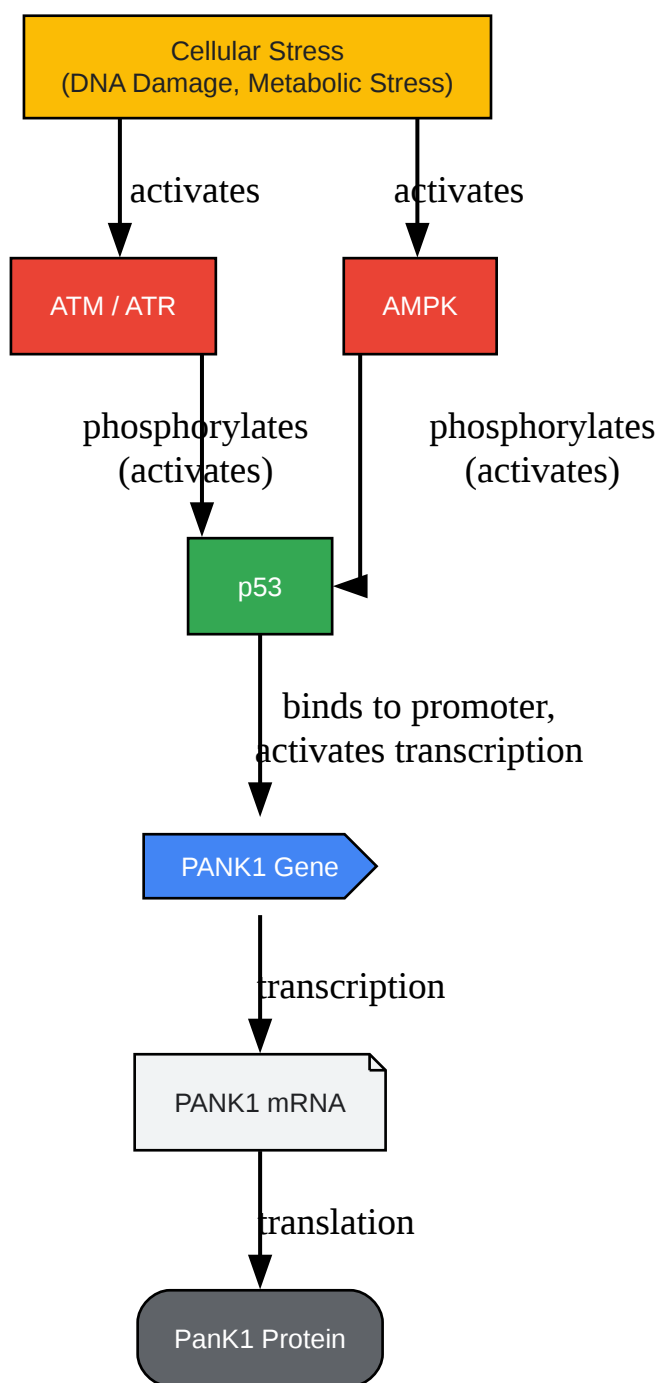 Cellular Stress
(DNA Damage, Metabolic Stress)
activates
activates
ATM / ATR
AMPK
phosphorylates
(activates)
phosphorylates
(activates)
p53
binds to promoter,
activates transcription
PANK1 Gene
transcription
PANK1 mRNA
translation
PanK1 Protein